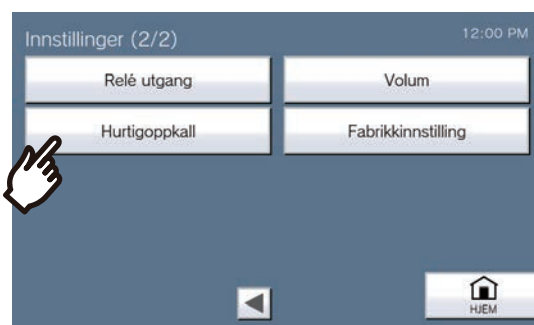 Innstillinger (2/2)
12:00 PM
Relé utgang
Volum
Hurtigoppkall
Fabrikkinnstilling
HJEM